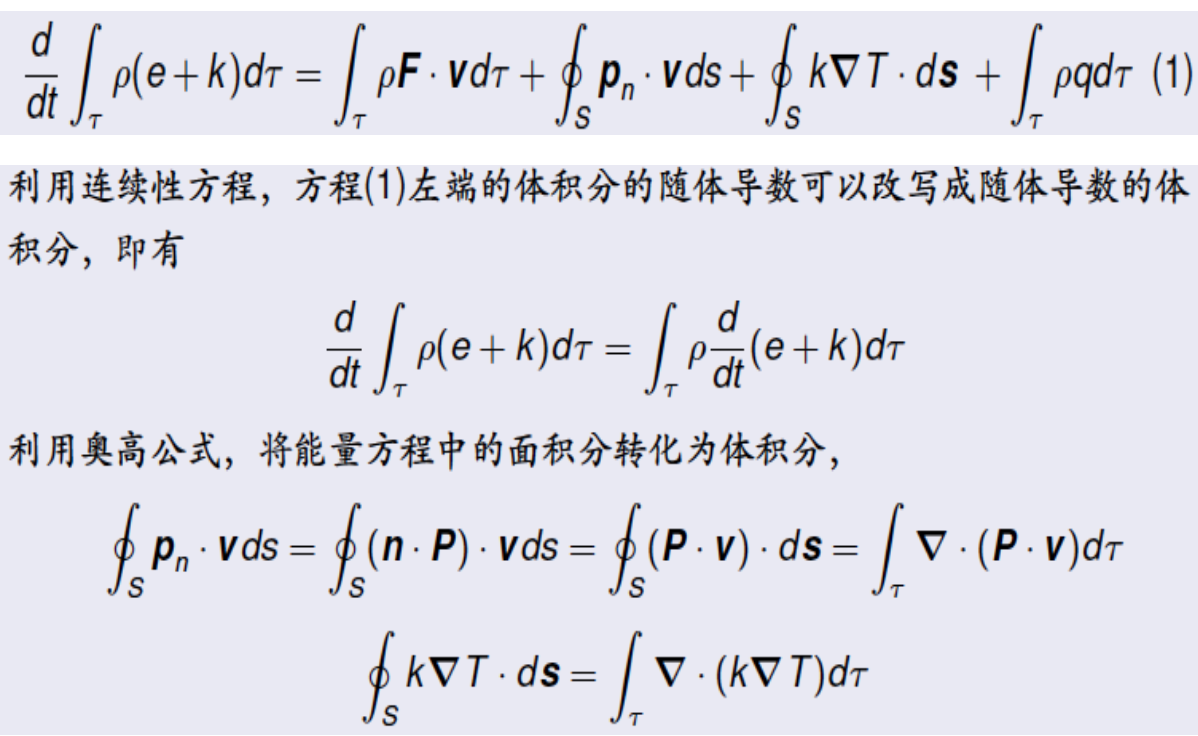 $\frac{d}{dt}\int_{\tau} \rho(e+k)d\tau = \int_{\tau} \rho \boldsymbol{F} \cdot \boldsymbol{v} d\tau + \oint_{S} \boldsymbol{p}_n \cdot \boldsymbol{v} ds + \oint_{S} k\boldsymbol{\nabla} T \cdot d\boldsymbol{s} + \int_{\tau} \rho q d\tau \ (1)$
利用连续性方程，方程(1)左端的体积分的随体导数可以改写成随体导数的体
积分，即有
$\frac{d}{dt}\int_{\tau} \rho(e+k)d\tau = \int_{\tau} \rho \frac{d}{dt}(e+k)d\tau$
利用奥高公式，将能量方程中的面积分转化为体积分，
$\oint_{S} \boldsymbol{p}_n \cdot \boldsymbol{v} ds = \oint_{S} (\boldsymbol{n} \cdot \boldsymbol{P}) \cdot \boldsymbol{v} ds = \oint_{S} (\boldsymbol{P} \cdot \boldsymbol{v}) \cdot d\boldsymbol{s} = \int_{\tau} \boldsymbol{\nabla} \cdot (\boldsymbol{P} \cdot \boldsymbol{v}) d\tau$
$\oint_{S} k\boldsymbol{\nabla} T \cdot d\boldsymbol{s} = \int_{\tau} \boldsymbol{\nabla} \cdot (k\boldsymbol{\nabla} T) d\tau$